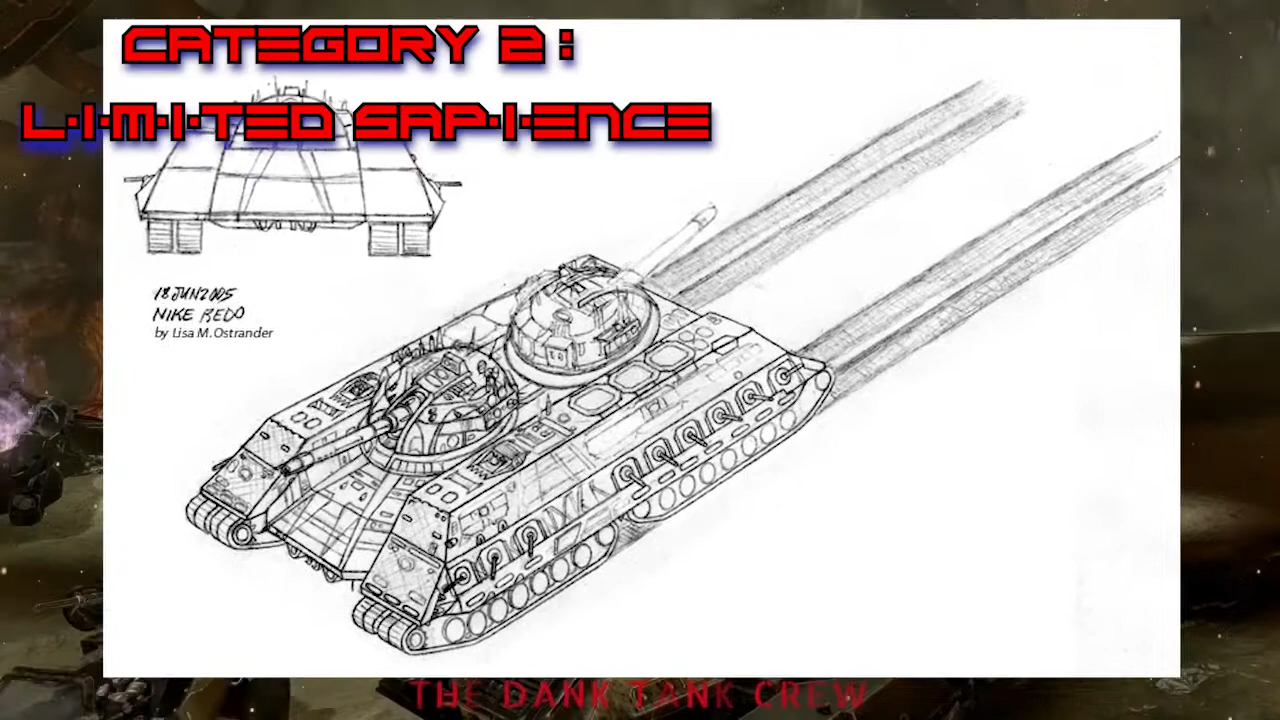 CATEGORY 2:
L·I·M·I·TED SAP·I·ENCE
18 JUN 2005
NIKE REDO
by Lisa M. Ostrander
THE DANK TANK CREW